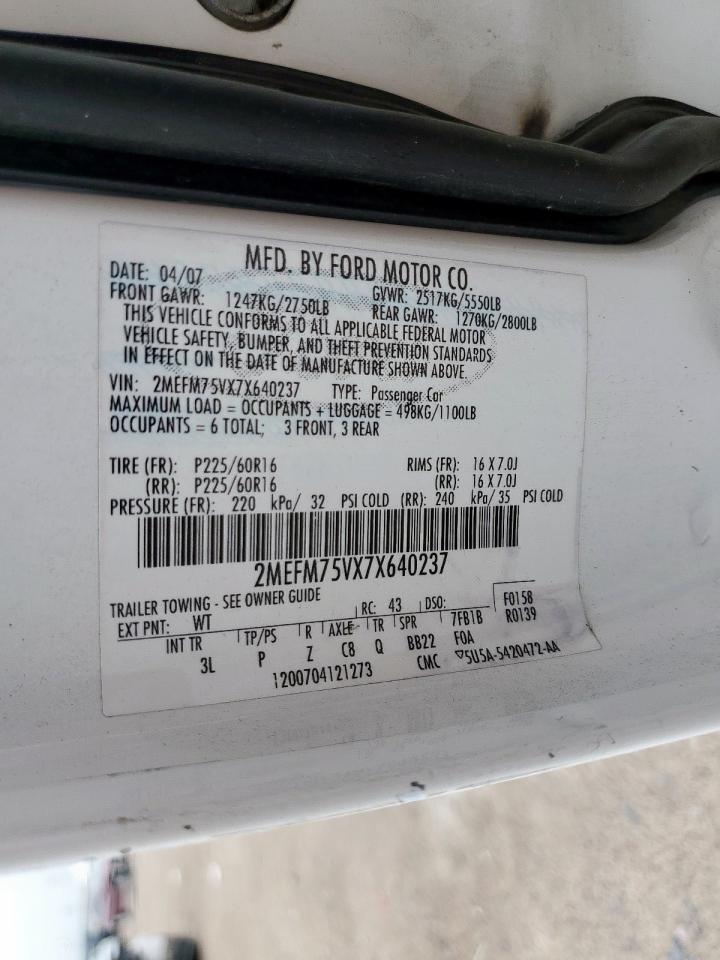 MFD. BY FORD MOTOR CO.
DATE: 04/07 GVWR: 2517KG/5550LB
FRONT GAWR: 1247KG/2750LB REAR GAWR: 1270KG/2800LB
THIS VEHICLE CONFORMS TO ALL APPLICABLE FEDERAL MOTOR
VEHICLE SAFETY, BUMPER, AND THEFT PREVENTION STANDARDS
IN EFFECT ON THE DATE OF MANUFACTURE SHOWN ABOVE.
VIN: 2MEFM75VX7X640237 TYPE: Passenger Car
MAXIMUM LOAD = OCCUPANTS + LUGGAGE = 498KG/1100LB
OCCUPANTS = 6 TOTAL; 3 FRONT, 3 REAR
TIRE (FR): P225/60R16 RIMS (FR): 16 X 7.0J
(RR): P225/60R16 (RR): 16 X 7.0J
PRESSURE (FR): 220 kPa/ 32 PSI COLD (RR): 240 kPa/ 35 PSI COLD
2MEFM75VX7X640237
TRAILER TOWING - SEE OWNER GUIDE
EXT PNT: WT RC: 43 DSO: F0158
INT TR TP/PS R AXLE TR SPR 7FB1B R0139
3L P Z C8 Q BB22 FOA
1200704121273 CMC ▽5U5A-5420472-AA